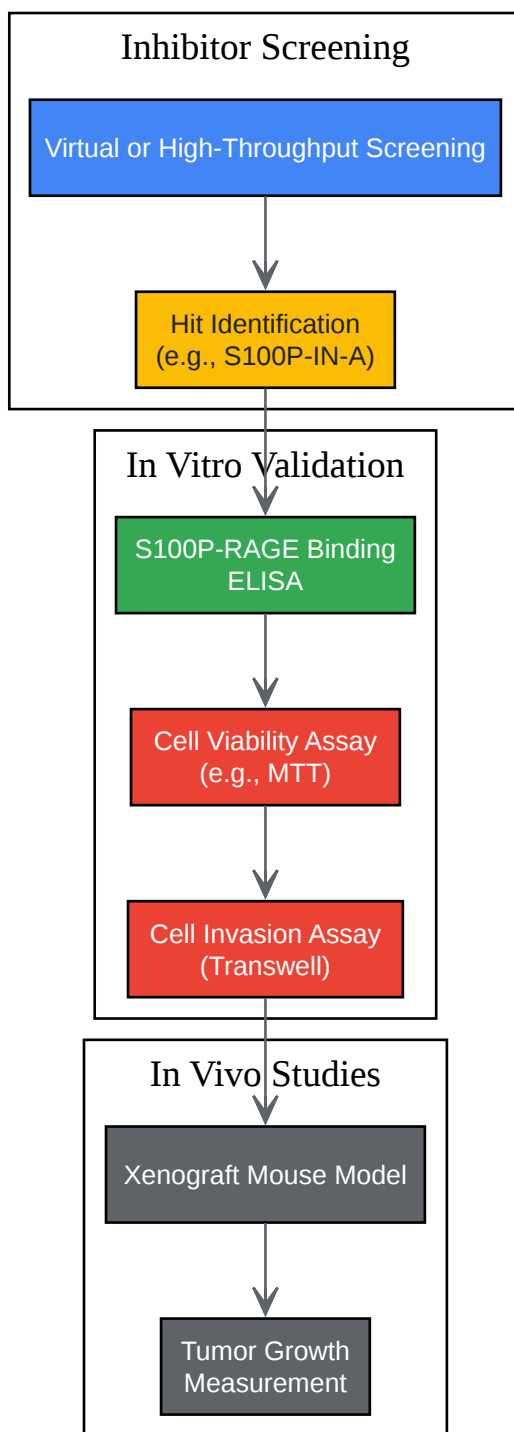 Inhibitor Screening
Virtual or High-Throughput Screening
Hit Identification
(e.g., S100P-IN-A)
In Vitro Validation
S100P-RAGE Binding
ELISA
Cell Viability Assay
(e.g., MTT)
Cell Invasion Assay
(Transwell)
In Vivo Studies
Xenograft Mouse Model
Tumor Growth
Measurement